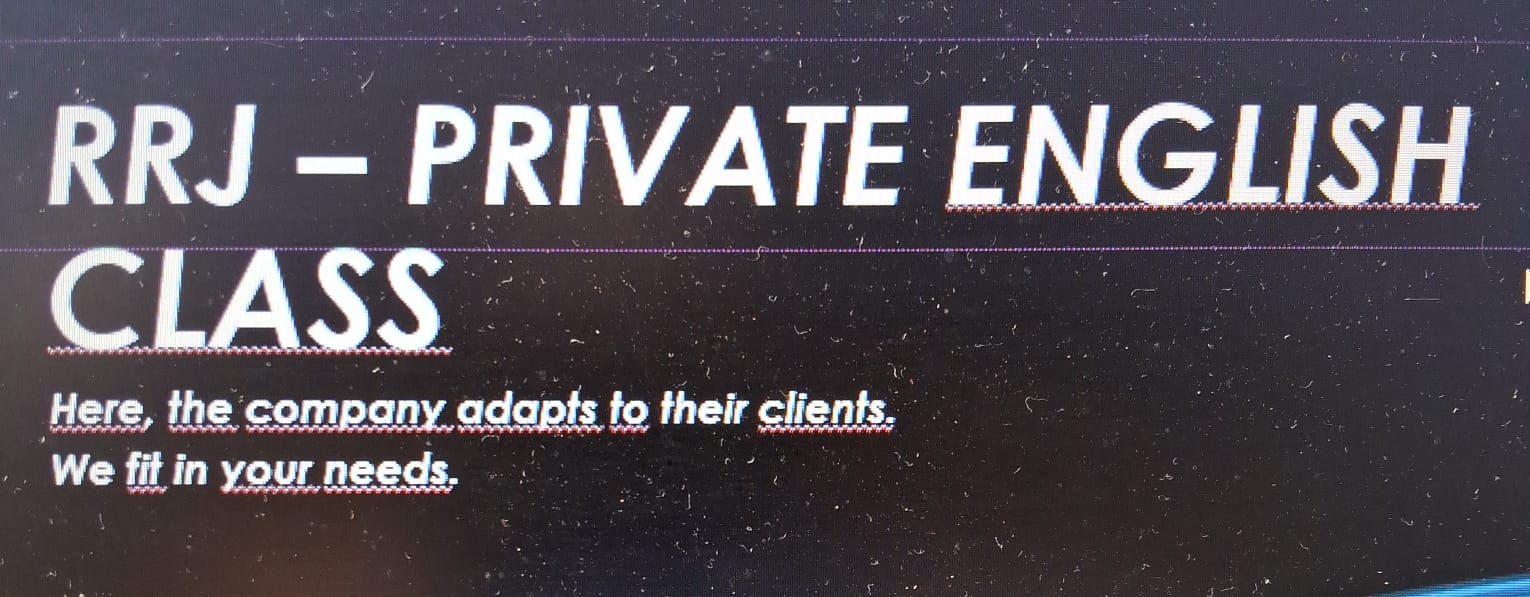 RRJ – PRIVATE ENGLISH
CLASS
Here, the company adapts to their clients.
We fit in your needs.